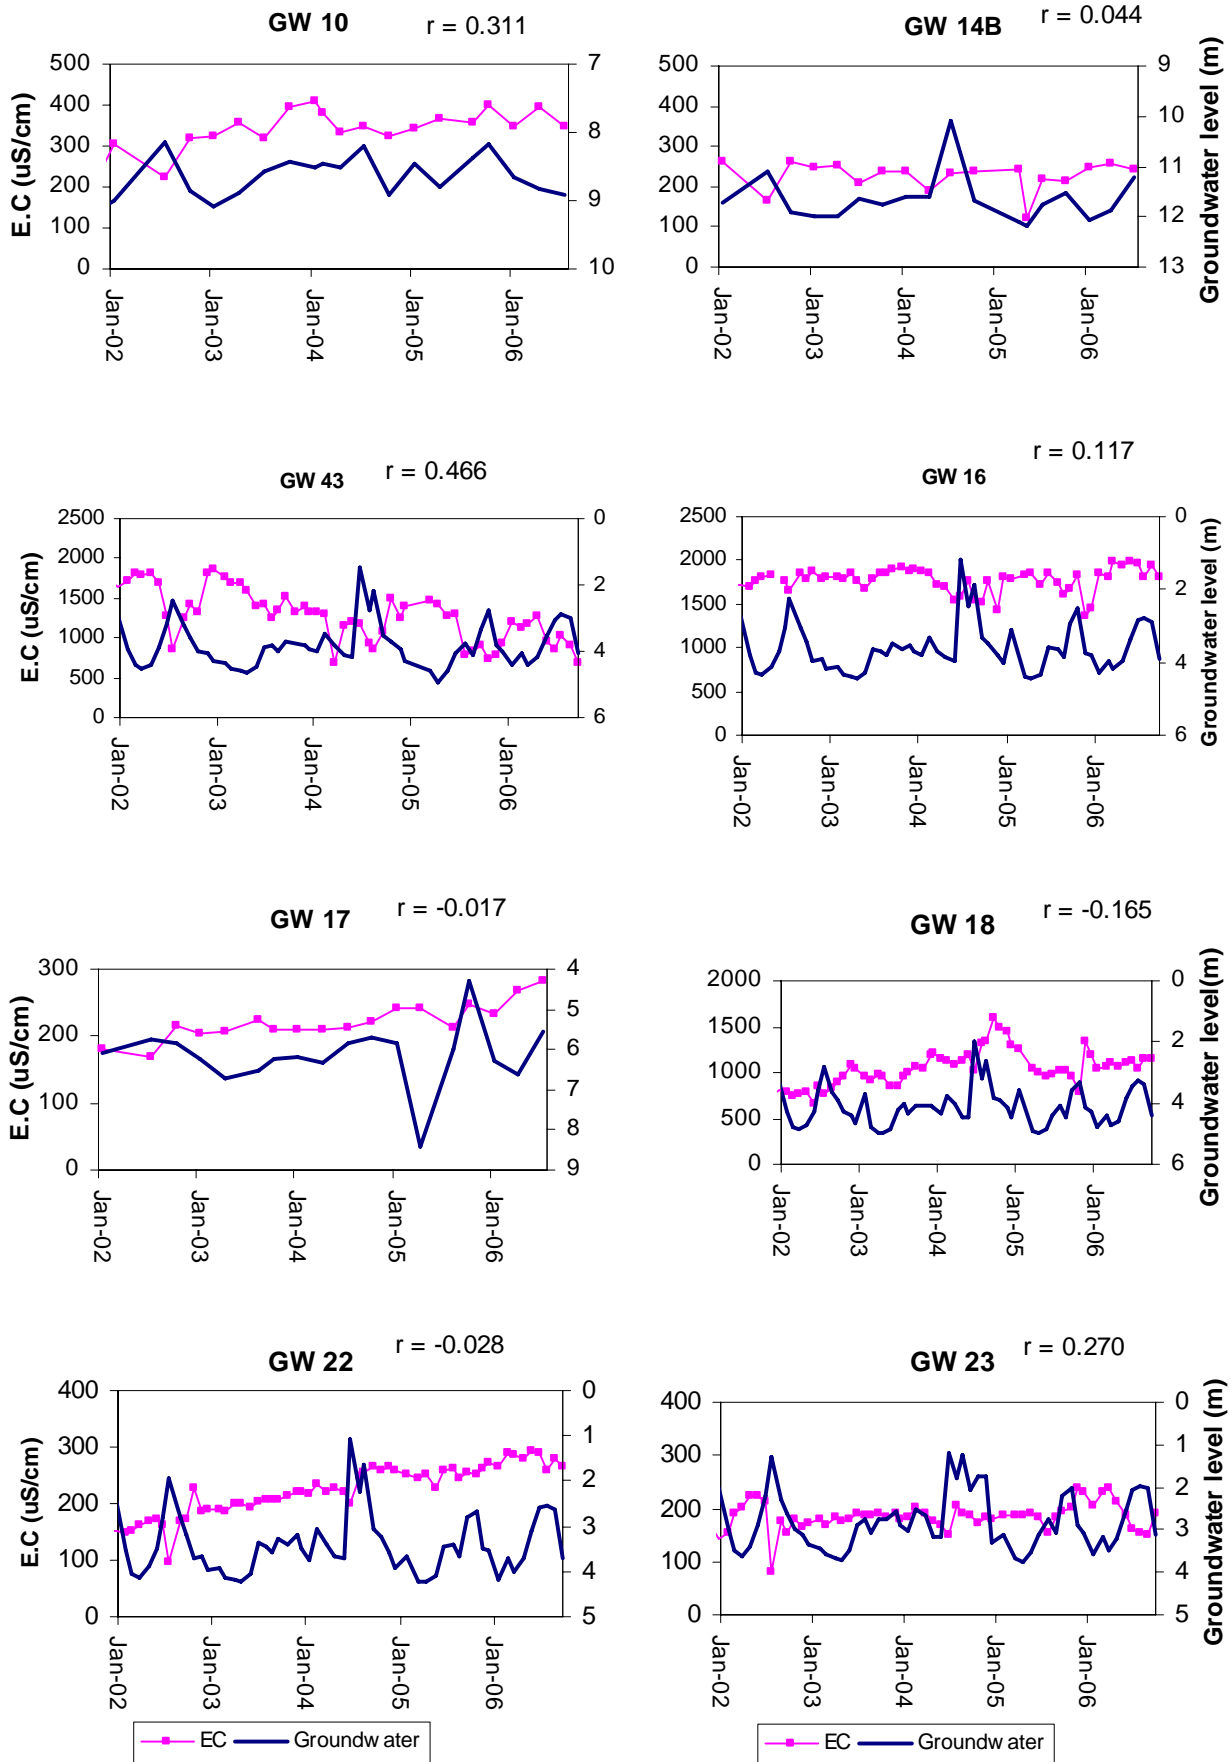 GW 10 r = 0.311
E.C (uS/cm)
500
400
300
200
100
0
7
8
9
10
Jan-02
Jan-03
Jan-04
Jan-05
Jan-06
GW 14B r = 0.044
500
400
300
200
100
0
9
10
11
12
13
Groundwater level (m)
Jan-02
Jan-03
Jan-04
Jan-05
Jan-06
GW 43 r = 0.466
E.C (uS/cm)
2500
2000
1500
1000
500
0
0
2
4
6
Jan-02
Jan-03
Jan-04
Jan-05
Jan-06
GW 16 r = 0.117
2500
2000
1500
1000
500
0
0
2
4
6
Groundwater level (m)
Jan-02
Jan-03
Jan-04
Jan-05
Jan-06
GW 17 r = -0.017
E.C (uS/cm)
300
200
100
0
4
5
6
7
8
9
Jan-02
Jan-03
Jan-04
Jan-05
Jan-06
GW 18 r = -0.165
2000
1500
1000
500
0
0
2
4
6
Groundwater level(m)
Jan-02
Jan-03
Jan-04
Jan-05
Jan-06
GW 22 r = -0.028
E.C (uS/cm)
400
300
200
100
0
0
1
2
3
4
5
Jan-02
Jan-03
Jan-04
Jan-05
Jan-06
EC Groundwater
GW 23 r = 0.270
400
300
200
100
0
0
1
2
3
4
5
Groundwater level (m)
Jan-02
Jan-03
Jan-04
Jan-05
Jan-06
EC Groundwater